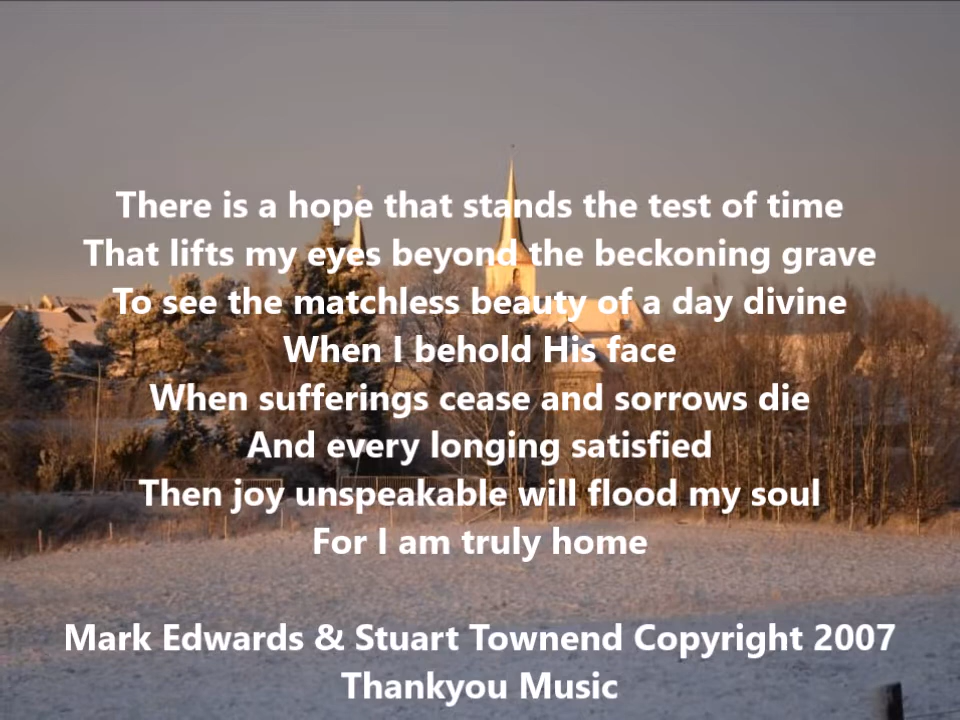 There is a hope that stands the test of time
That lifts my eyes beyond the beckoning grave
To see the matchless beauty of a day divine
When I behold His face
When sufferings cease and sorrows die
And every longing satisfied
Then joy unspeakable will flood my soul
For I am truly home
Mark Edwards & Stuart Townend Copyright 2007
Thankyou Music